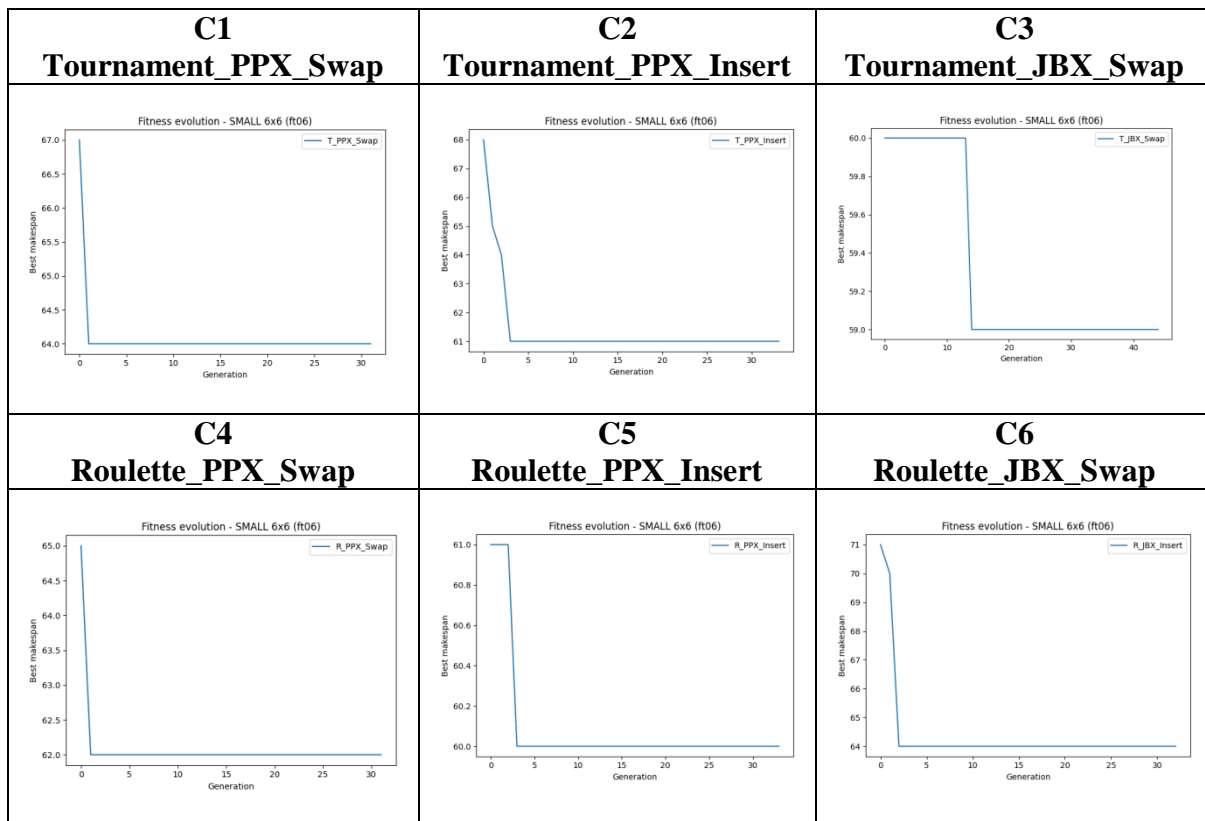 C1
Tournament_PPX_Swap
C2
Tournament_PPX_Insert
C3
Tournament_JBX_Swap
Fitness evolution - SMALL 6x6 (ft06)
T_PPX_Swap
67.0
66.5
66.0
65.5
65.0
64.5
64.0
Best makespan
0 5 10 15 20 25 30
Generation
Fitness evolution - SMALL 6x6 (ft06)
T_PPX_Insert
68
67
66
65
64
63
62
61
Best makespan
0 5 10 15 20 25 30
Generation
Fitness evolution - SMALL 6x6 (ft06)
T_JBX_Swap
60.0
59.8
59.6
59.4
59.2
59.0
Best makespan
0 10 20 30 40
Generation
C4
Roulette_PPX_Swap
C5
Roulette_PPX_Insert
C6
Roulette_JBX_Swap
Fitness evolution - SMALL 6x6 (ft06)
R_PPX_Swap
65.0
64.5
64.0
63.5
63.0
62.5
62.0
Best makespan
0 5 10 15 20 25 30
Generation
Fitness evolution - SMALL 6x6 (ft06)
R_PPX_Insert
61.0
60.8
60.6
60.4
60.2
60.0
Best makespan
0 5 10 15 20 25 30
Generation
Fitness evolution - SMALL 6x6 (ft06)
R_JBX_Insert
71
70
69
68
67
66
65
64
Best makespan
0 5 10 15 20 25 30
Generation